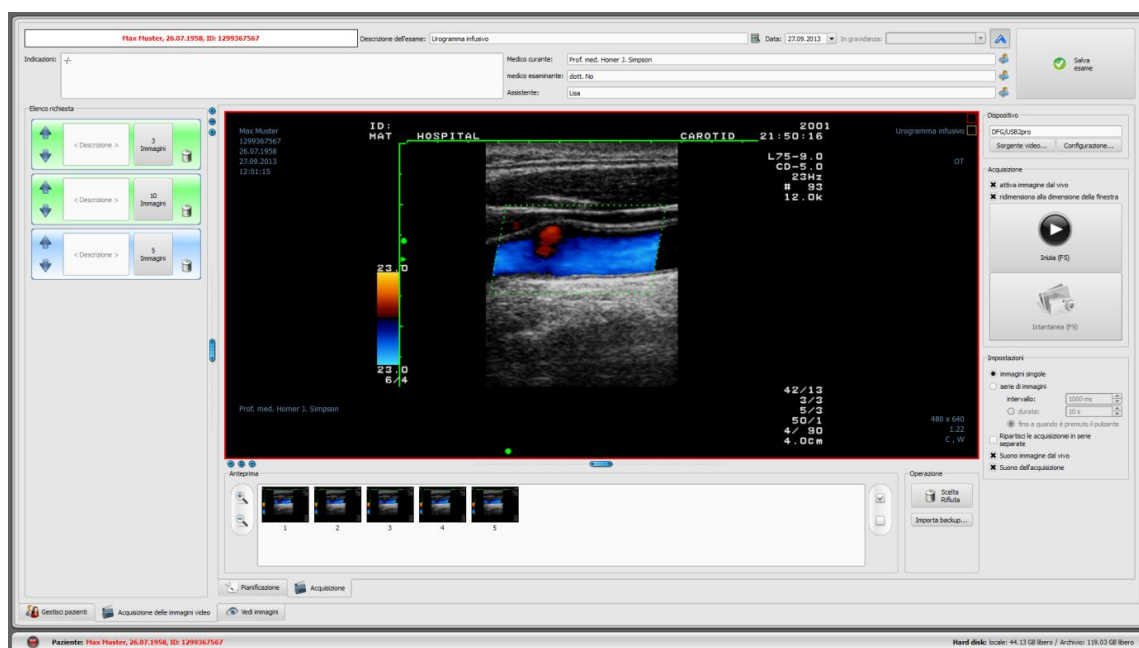 Max Muster, 26.07.1958, ID: 1299367567
Descrizione dell'esame: Urogramma infusivo
Data: 27.09.2013
In gravidanza:
Indicazioni: -/-
Medico curante: Prof. med. Homer J. Simpson
medico esaminante: dott. No
Assistente: Lisa
Salva esame
Elenco richiesta
< Descrizione > 3 Immagini
< Descrizione > 10 Immagini
< Descrizione > 5 Immagini
Max Muster
1299367567
26.07.1958
27.09.2013
12:01:15
ID:
MAT HOSPITAL CAROTID
2001
21:50:16
Urogramma infusivo
OT
L75-9.0
CD-5.0
23Hz
# 93
12.0k
23.0
23.0
6/4
42/13
3/3
5/3
50/1
4/ 90
4.0cm
Prof. med. Homer J. Simpson
480 x 640
1.22
C , W
Dispositivo
DFG/USB2pro
Sorgente video... Configurazione...
Acquisizione
attiva immagine dal vivo
ridimensiona alla dimensione della finestra
Inizia (F5)
Istantanea (F9)
Impostazioni
immagini singole
serie di immagini
intervallo: 1000 ms
durata: 10 s
fino a quando è premuto il pulsante
Ripartisci le acquisizionei in serie separate
Suono immagine dal vivo
Suono dell'acquisizione
Anteprima
1 2 3 4 5
Operazione
Scelta
Rifiuta
Importa backup...
Pianificazione Acquisizione
Gestisci pazienti Acquisizione delle immagini video Vedi immagini
Paziente: Max Muster, 26.07.1958, ID: 1299367567
Hard disk: locale: 44.13 GB libero / Archivio: 119.03 GB libero